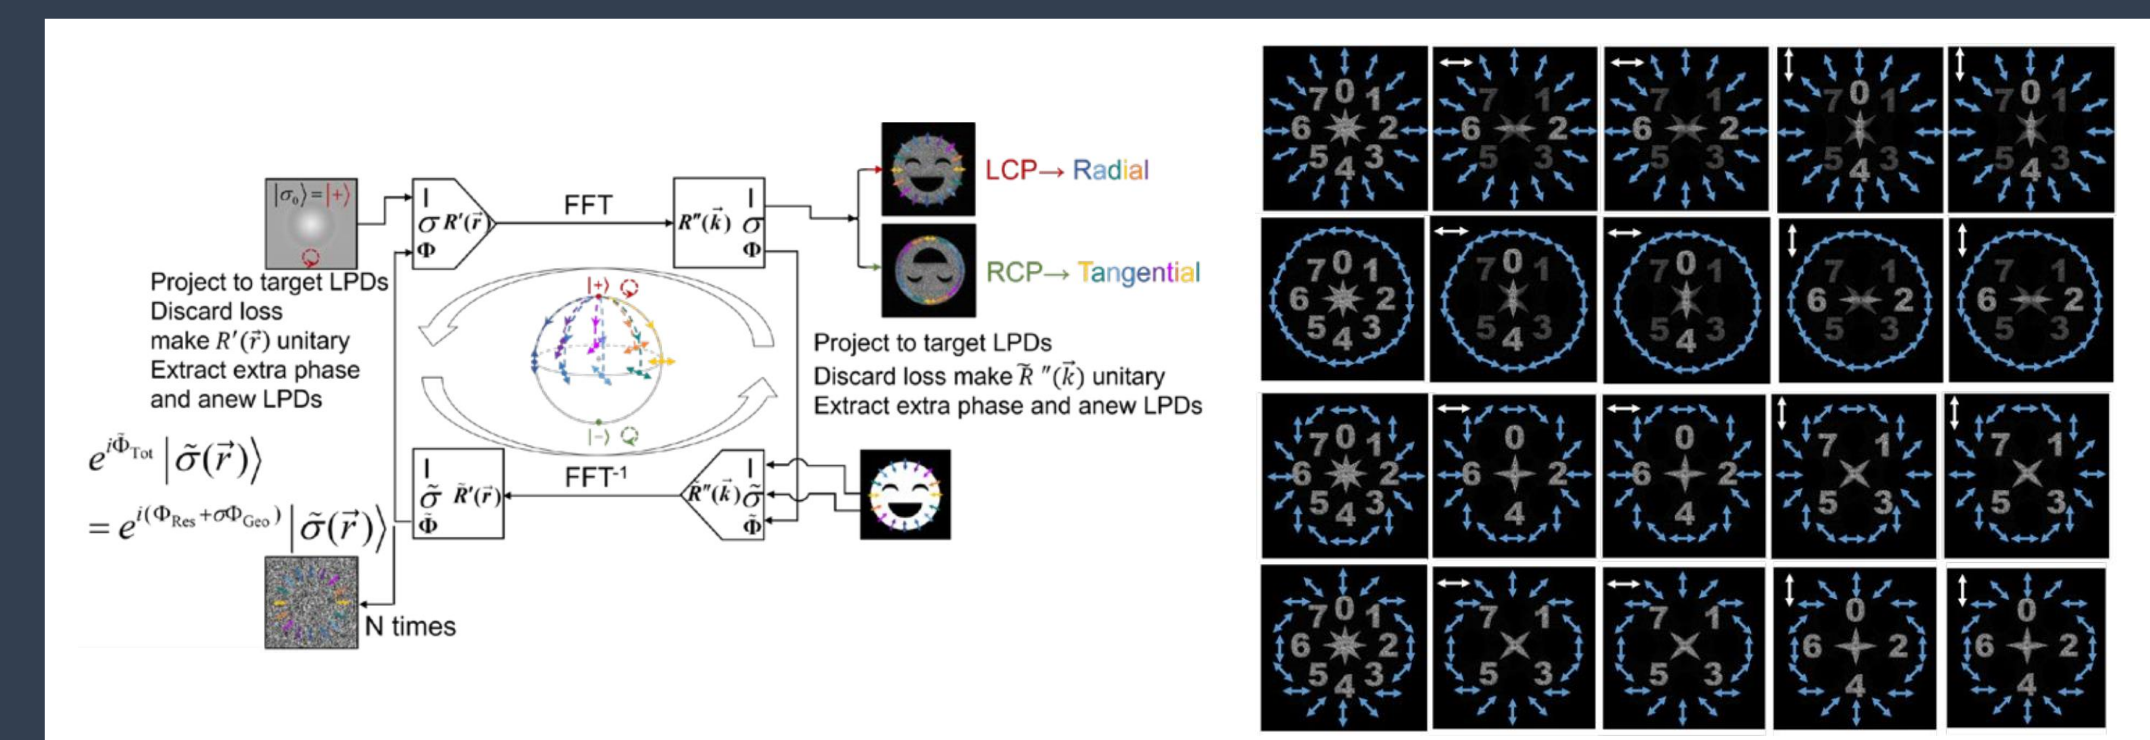 |σ₀⟩=|+⟩
I
σ R′(r⃗)
Φ
FFT
I
R″(k⃗) σ
Φ
LCP→ Radial
RCP→ Tangential
Project to target LPDs
Discard loss
make R′(r⃗) unitary
Extract extra phase
and anew LPDs
|+⟩
|−⟩
Project to target LPDs
Discard loss make R̃ ″(k⃗) unitary
Extract extra phase and anew LPDs
e^{iΦ̃_Tot} |σ̃(r⃗)⟩
= e^{i(Φ_Res+σΦ_Geo)} |σ̃(r⃗)⟩
I
σ̃ R̃′(r⃗)
Φ̃
FFT⁻¹
I
R̃″(k⃗) σ̃
Φ̃
N times
7 0 1
6 2
5 4 3
7 1
6 2
5 3
7 1
6 2
5 3
7 0 1
5 4 3
7 0 1
5 4 3
7 0 1
6 2
5 4 3
7 0 1
5 4 3
7 0 1
5 4 3
7 1
6 2
5 3
7 1
6 2
5 3
7 0 1
6 2
5 4 3
0
6 2
4
0
6 2
4
7 1
5 3
7 1
5 3
7 0 1
6 2
5 4 3
7 1
5 3
7 1
5 3
0
6 2
4
0
6 2
4